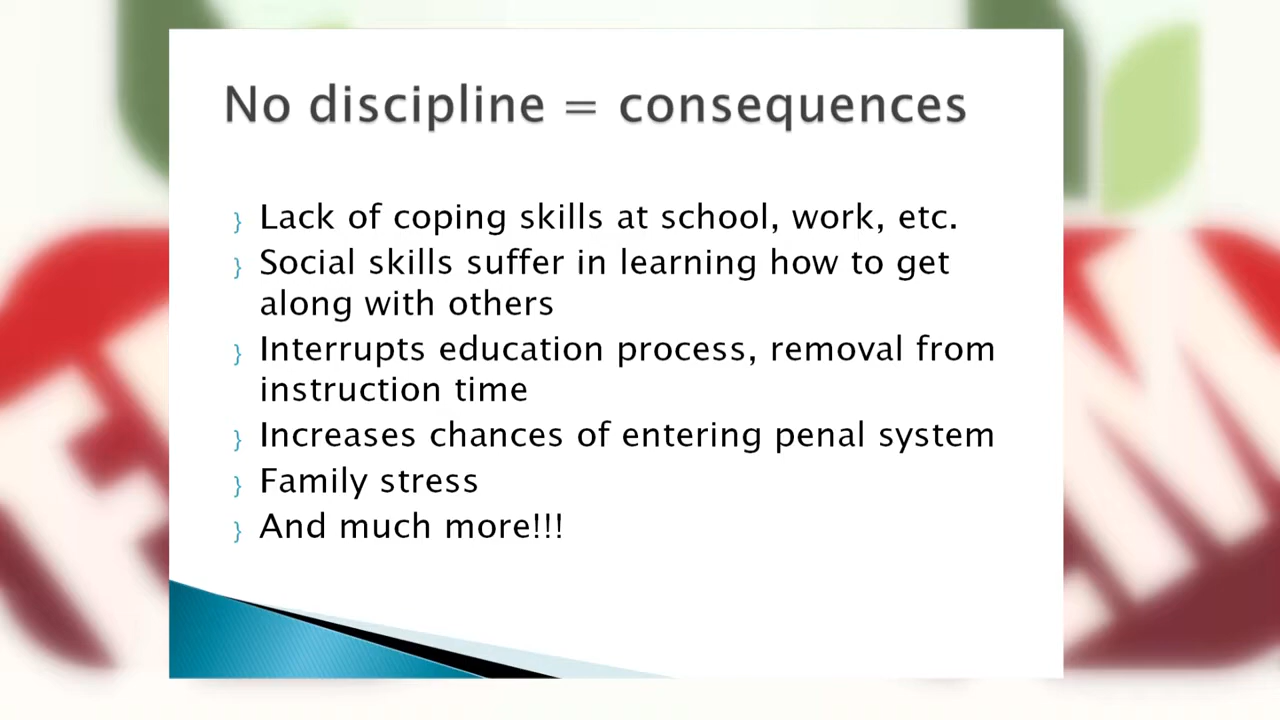 No discipline = consequences
} Lack of coping skills at school, work, etc.
} Social skills suffer in learning how to get
along with others
} Interrupts education process, removal from
instruction time
} Increases chances of entering penal system
} Family stress
} And much more!!!